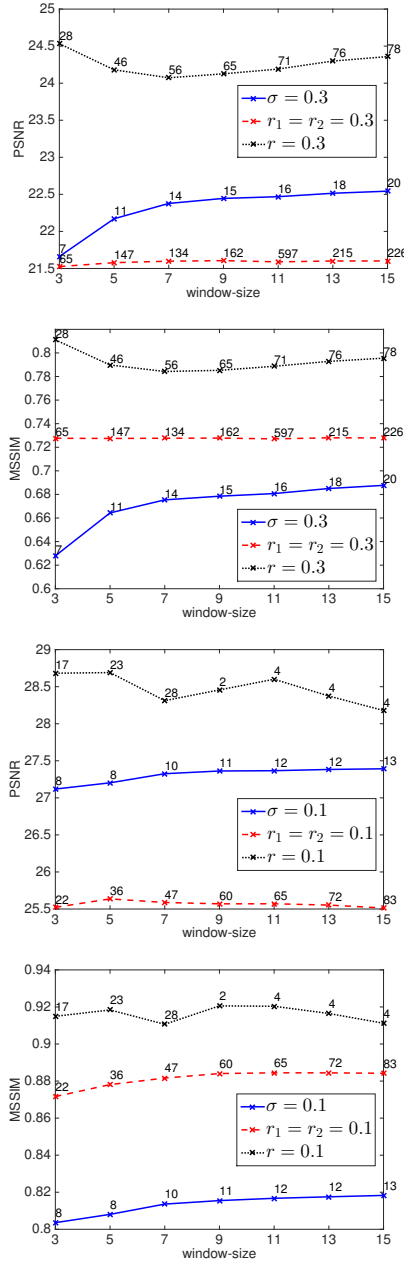 25
24.5
24
23.5
23
22.5
22
21.5
PSNR
28 46 56 65 71 76 78
7 11 14 15 16 18 20
65 147 134 162 597 215 226
σ = 0.3
r₁ = r₂ = 0.3
r = 0.3
3 5 7 9 11 13 15
window-size
0.8
0.78
0.76
0.74
0.72
0.7
0.68
0.66
0.64
0.62
0.6
MSSIM
28 46 56 65 71 76 78
65 147 134 162 597 215 226
7 11 14 15 16 18 20
σ = 0.3
r₁ = r₂ = 0.3
r = 0.3
3 5 7 9 11 13 15
window-size
29
28.5
28
27.5
27
26.5
26
25.5
PSNR
17 23 28 2 4 4 4
8 8 10 11 12 12 13
22 36 47 60 65 72 83
σ = 0.1
r₁ = r₂ = 0.1
r = 0.1
3 5 7 9 11 13 15
window-size
0.94
0.92
0.9
0.88
0.86
0.84
0.82
0.8
MSSIM
17 23 28 2 4 4 4
22 36 47 60 65 72 83
8 8 10 11 12 12 13
σ = 0.1
r₁ = r₂ = 0.1
r = 0.1
3 5 7 9 11 13 15
window-size